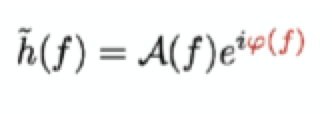 h̃(f) = 𝒜(f)e^{iφ(f)}